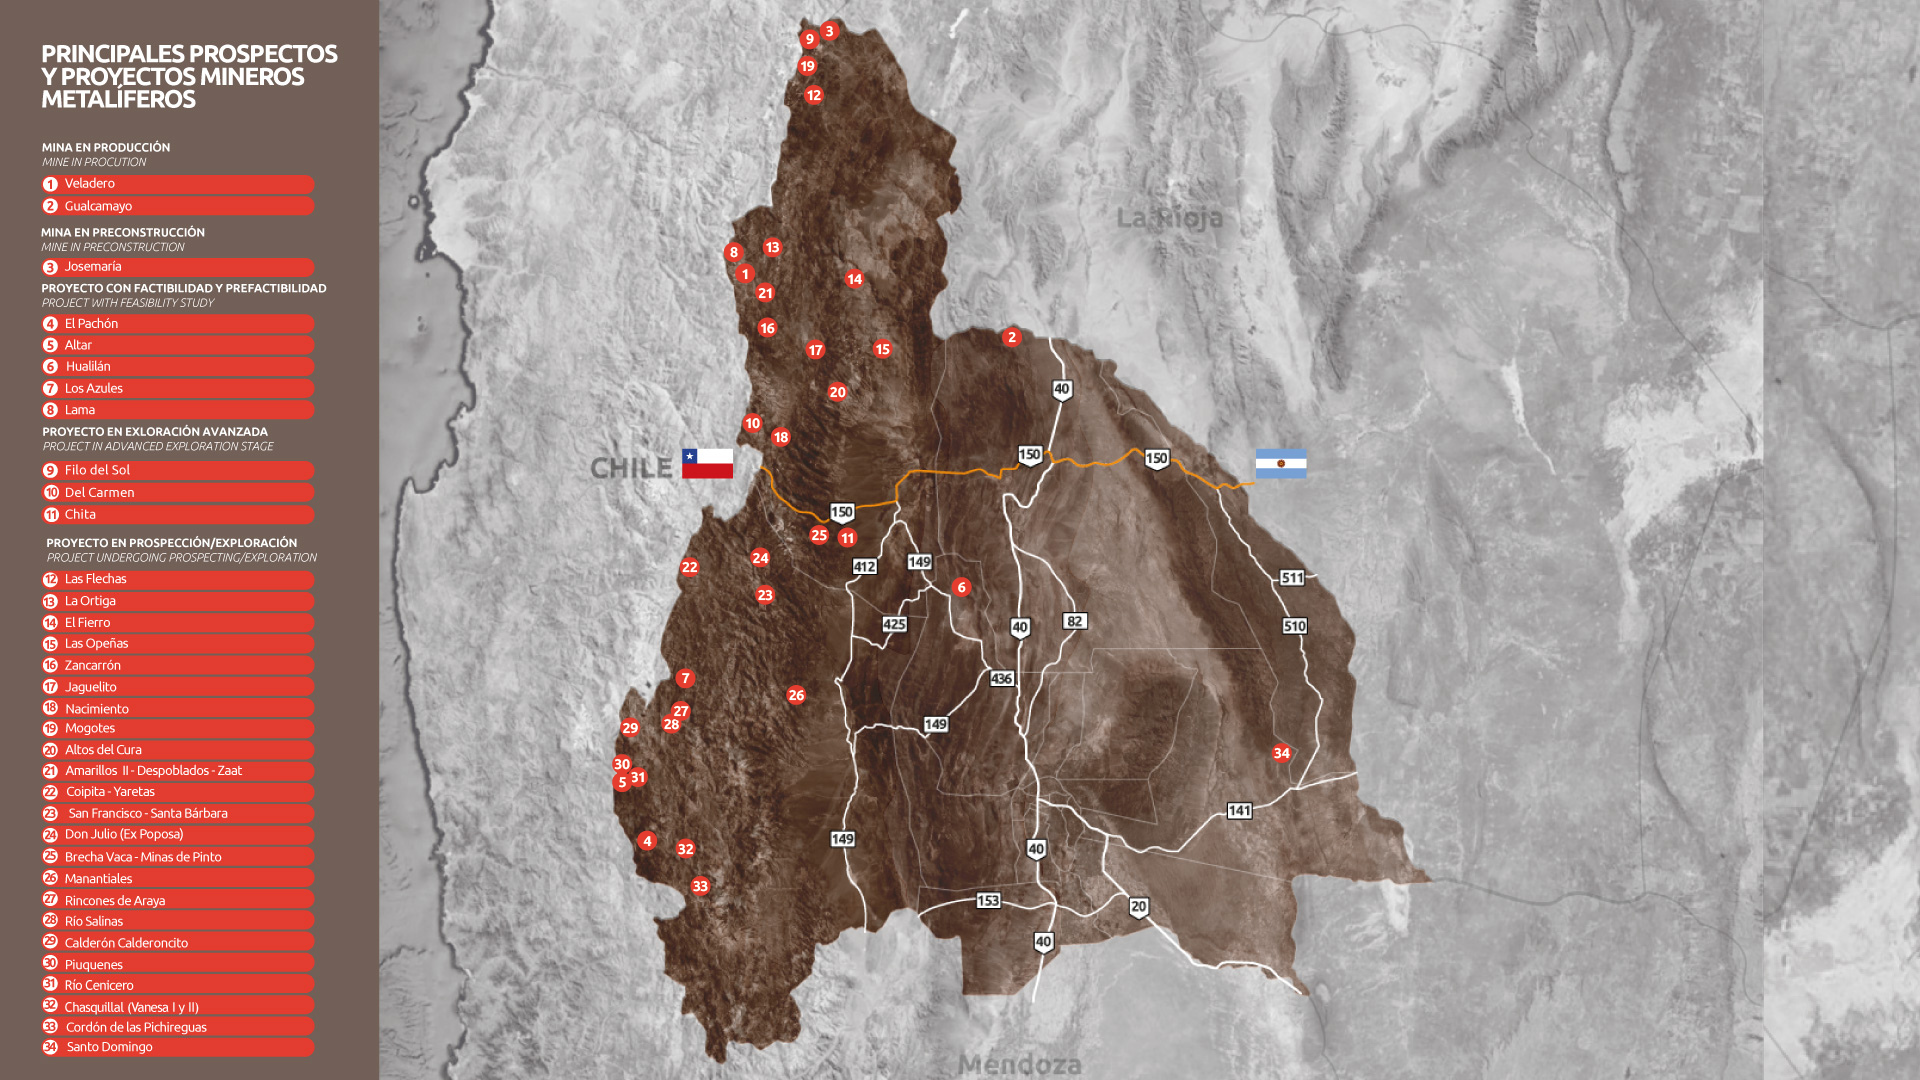 PRINCIPALES PROSPECTOS
Y PROYECTOS MINEROS
METALÍFEROS
MINA EN PRODUCCIÓN
MINE IN PROCUTION
1 Veladero
2 Gualcamayo
MINA EN PRECONSTRUCCIÓN
MINE IN PRECONSTRUCTION
3 Josemaría
PROYECTO CON FACTIBILIDAD Y PREFACTIBILIDAD
PROJECT WITH FEASIBILITY STUDY
4 El Pachón
5 Altar
6 Hualilán
7 Los Azules
8 Lama
PROYECTO EN EXLORACIÓN AVANZADA
PROJECT IN ADVANCED EXPLORATION STAGE
9 Filo del Sol
10 Del Carmen
11 Chita
PROYECTO EN PROSPECCIÓN/EXPLORACIÓN
PROJECT UNDERGOING PROSPECTING/EXPLORATION
12 Las Flechas
13 La Ortiga
14 El Fierro
15 Las Opeñas
16 Zancarrón
17 Jaguelito
18 Nacimiento
19 Mogotes
20 Altos del Cura
21 Amarillos II - Despoblados - Zaat
22 Coipita - Yaretas
23 San Francisco - Santa Bárbara
24 Don Julio (Ex Poposa)
25 Brecha Vaca - Minas de Pinto
26 Manantiales
27 Rincones de Araya
28 Río Salinas
29 Calderón Calderoncito
30 Piuquenes
31 Río Cenicero
32 Chasquillal (Vanesa I y II)
33 Cordón de las Pichireguas
34 Santo Domingo
3
9
19
12
La Rioja
13
8
1
14
21
16
2
17
15
20
40
10
18
150
150
CHILE
150
25
11
24
149
412
22
511
6
23
82
425
40
510
7
436
26
27
28
149
29
34
30
31
5
141
149
4
32
40
33
153
20
40
Mendoza